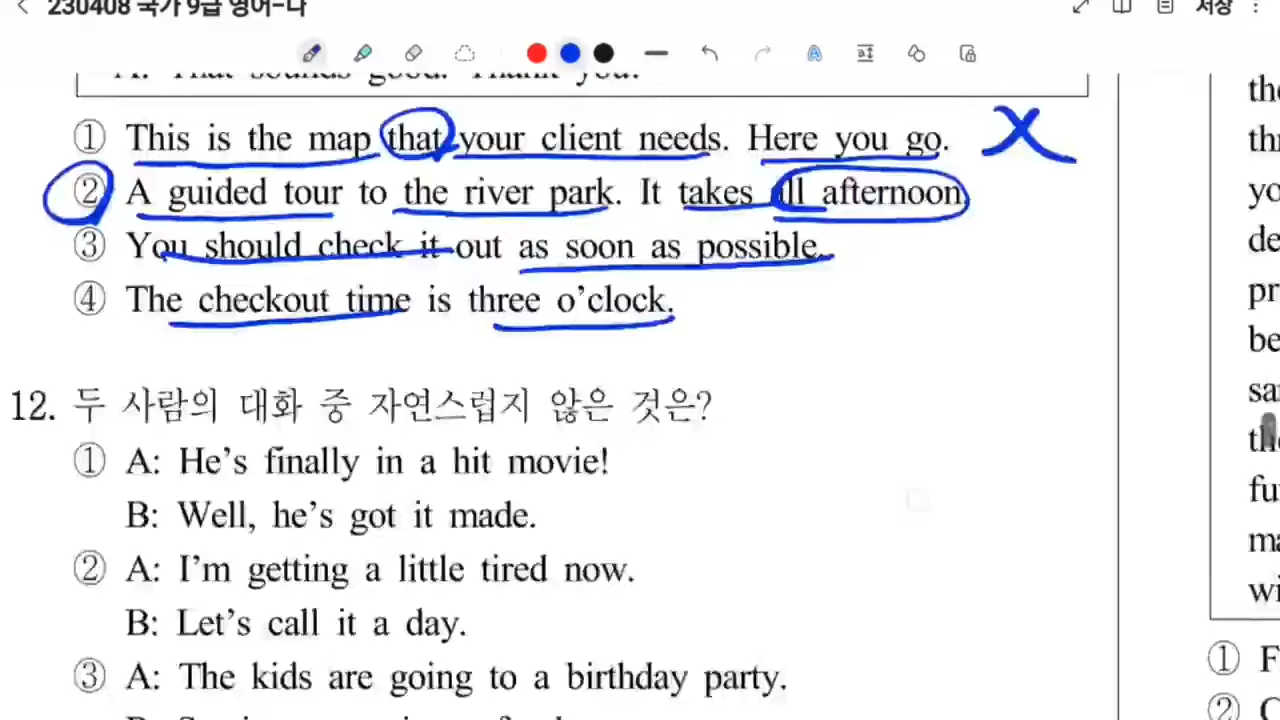 230408 국가 9급 영어-나
저장
A: That sounds good. Thank you!
① This is the map that your client needs. Here you go.
② A guided tour to the river park. It takes all afternoon.
③ You should check it out as soon as possible.
④ The checkout time is three o’clock.
12. 두 사람의 대화 중 자연스럽지 않은 것은?
① A: He’s finally in a hit movie!
B: Well, he’s got it made.
② A: I’m getting a little tired now.
B: Let’s call it a day.
③ A: The kids are going to a birthday party.
① F
② C